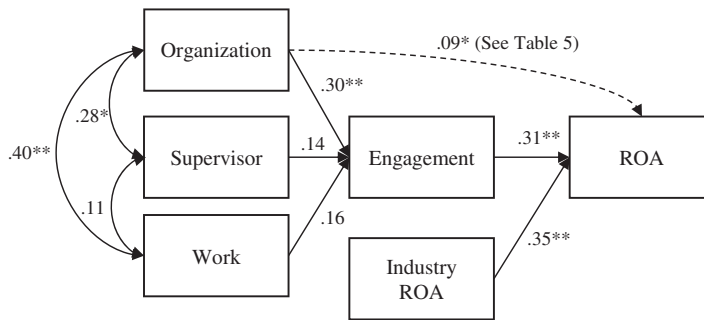 Organization
.09* (See Table 5)
.30**
.28*
.40**
Supervisor
.14
Engagement
.31**
ROA
.11
.16
Work
.35**
Industry
ROA